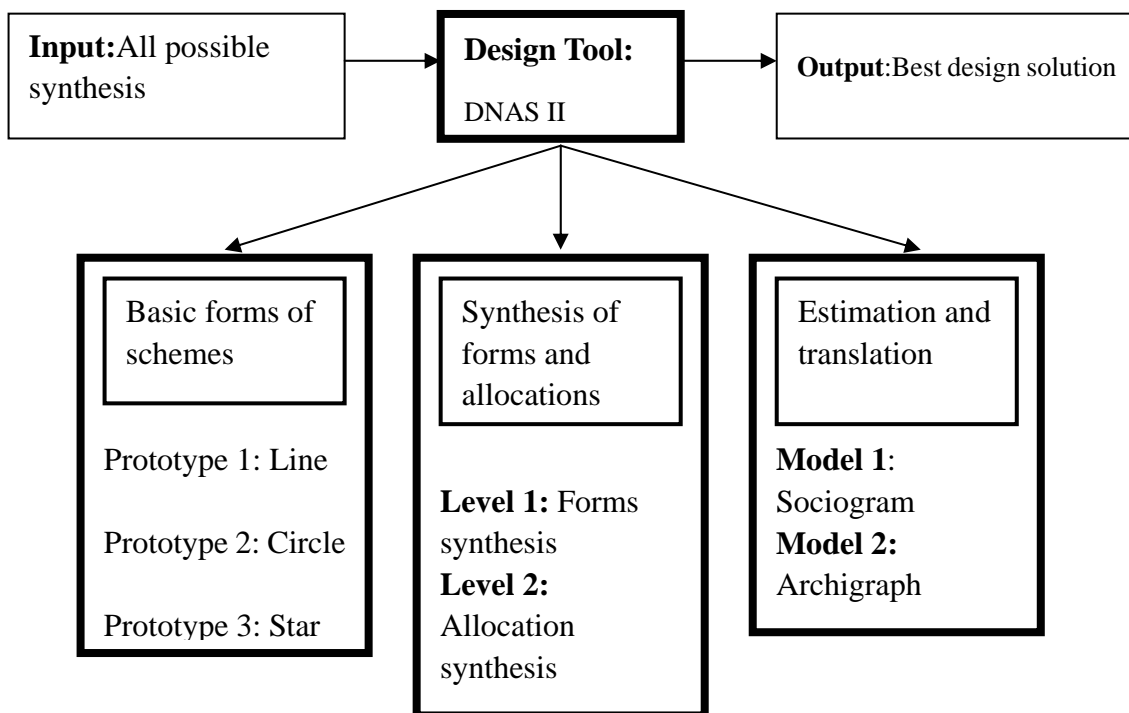 Input:All possible
synthesis
Design Tool:
DNAS II
Output:Best design solution
Basic forms of
schemes
Prototype 1: Line
Prototype 2: Circle
Prototype 3: Star
Synthesis of
forms and
allocations
Level 1: Forms
synthesis
Level 2:
Allocation
synthesis
Estimation and
translation
Model 1:
Sociogram
Model 2:
Archigraph